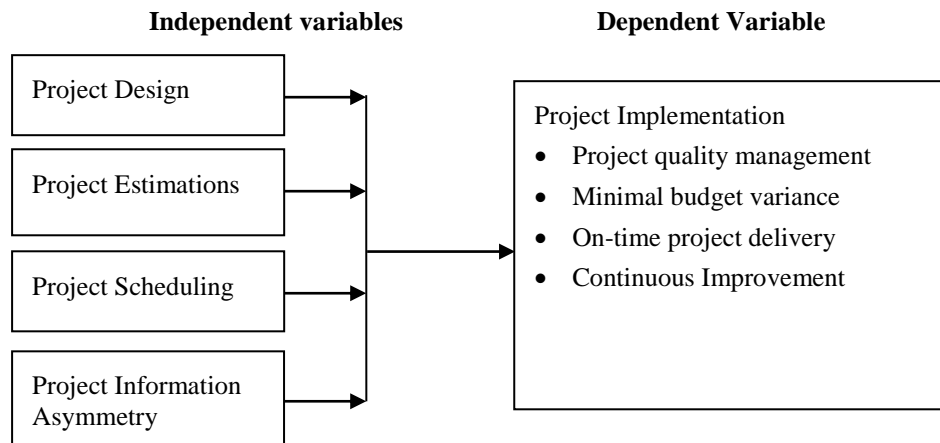 Independent variables
Dependent Variable
Project Design
Project Estimations
Project Scheduling
Project Information
Asymmetry
Project Implementation
• Project quality management
• Minimal budget variance
• On-time project delivery
• Continuous Improvement